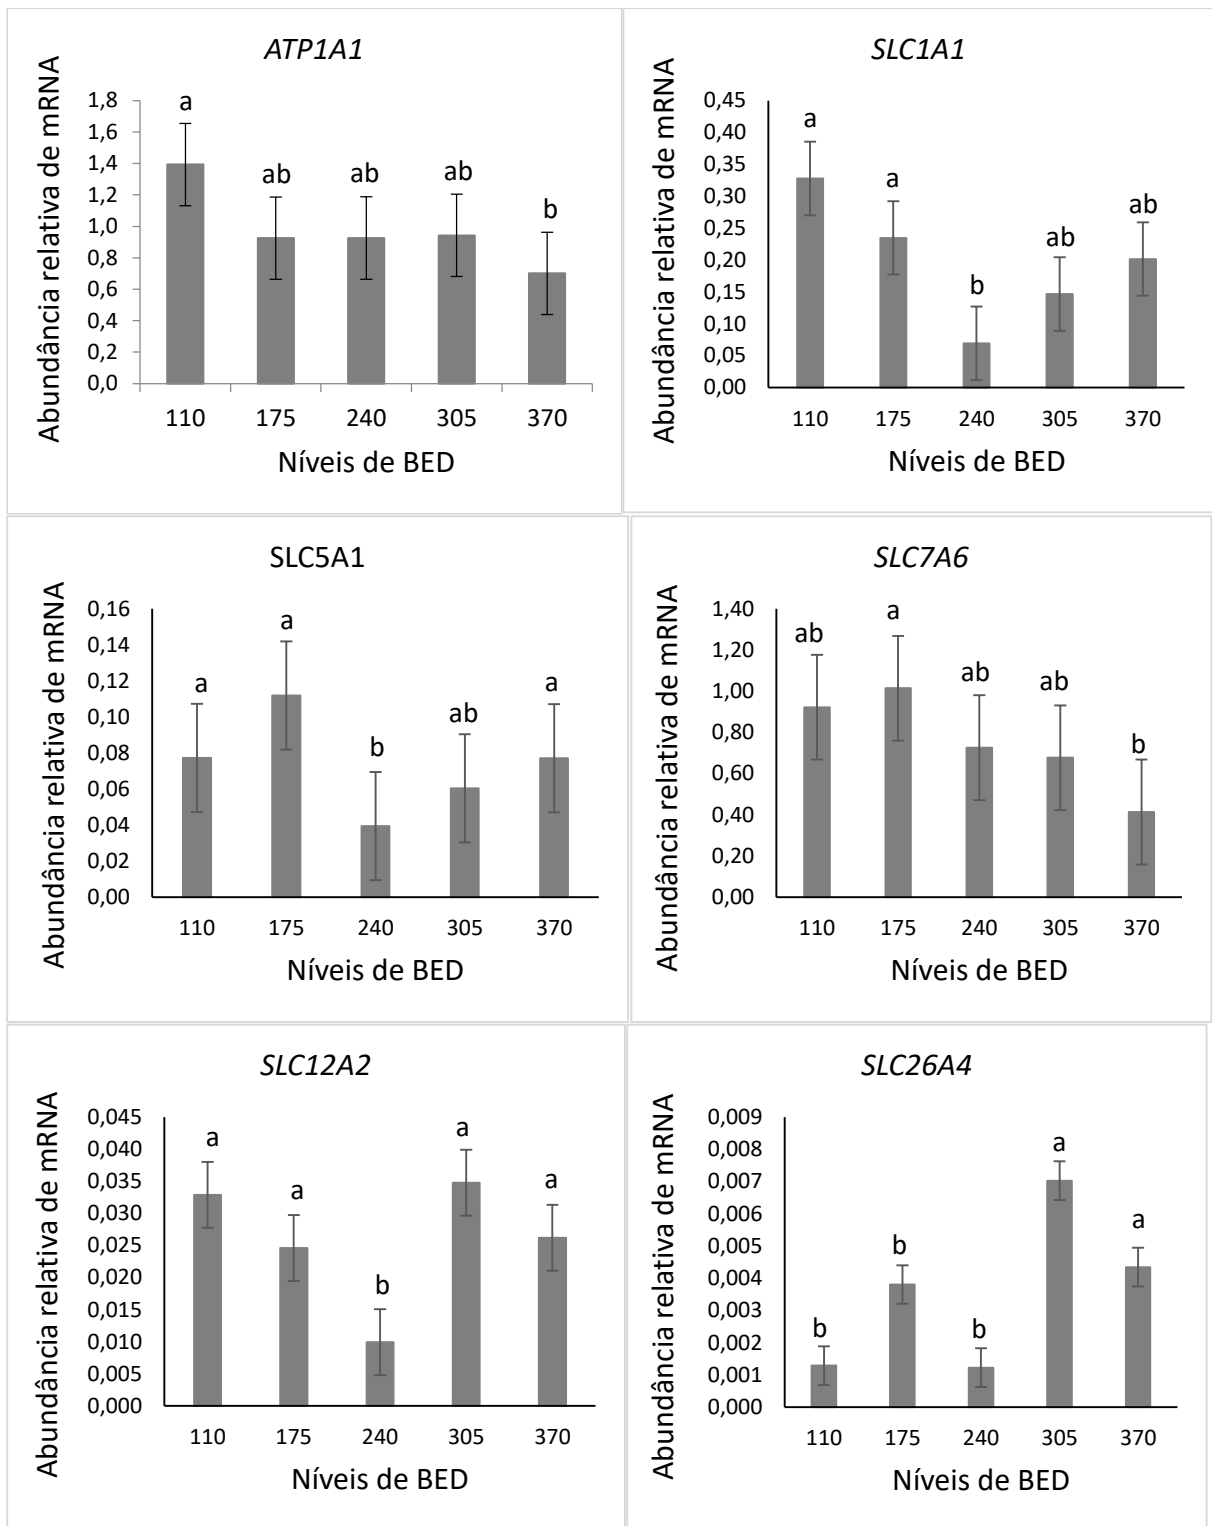 ATP1A1
Abundância relativa de mRNA
1,8
1,6
1,4
1,2
1,0
0,8
0,6
0,4
0,2
0,0
a
ab
ab
ab
b
110 175 240 305 370
Níveis de BED
SLC1A1
Abundância relativa de mRNA
0,45
0,40
0,35
0,30
0,25
0,20
0,15
0,10
0,05
0,00
a
a
b
ab
ab
110 175 240 305 370
Níveis de BED
SLC5A1
Abundância relativa de mRNA
0,16
0,14
0,12
0,10
0,08
0,06
0,04
0,02
0,00
a
a
b
ab
a
110 175 240 305 370
Níveis de BED
SLC7A6
Abundância relativa de mRNA
1,40
1,20
1,00
0,80
0,60
0,40
0,20
0,00
ab
a
ab
ab
b
110 175 240 305 370
Níveis de BED
SLC12A2
Abundância relativa de mRNA
0,045
0,040
0,035
0,030
0,025
0,020
0,015
0,010
0,005
0,000
a
a
b
a
a
110 175 240 305 370
Níveis de BED
SLC26A4
Abundância relativa de mRNA
0,009
0,008
0,007
0,006
0,005
0,004
0,003
0,002
0,001
0,000
b
b
b
a
a
110 175 240 305 370
Níveis de BED